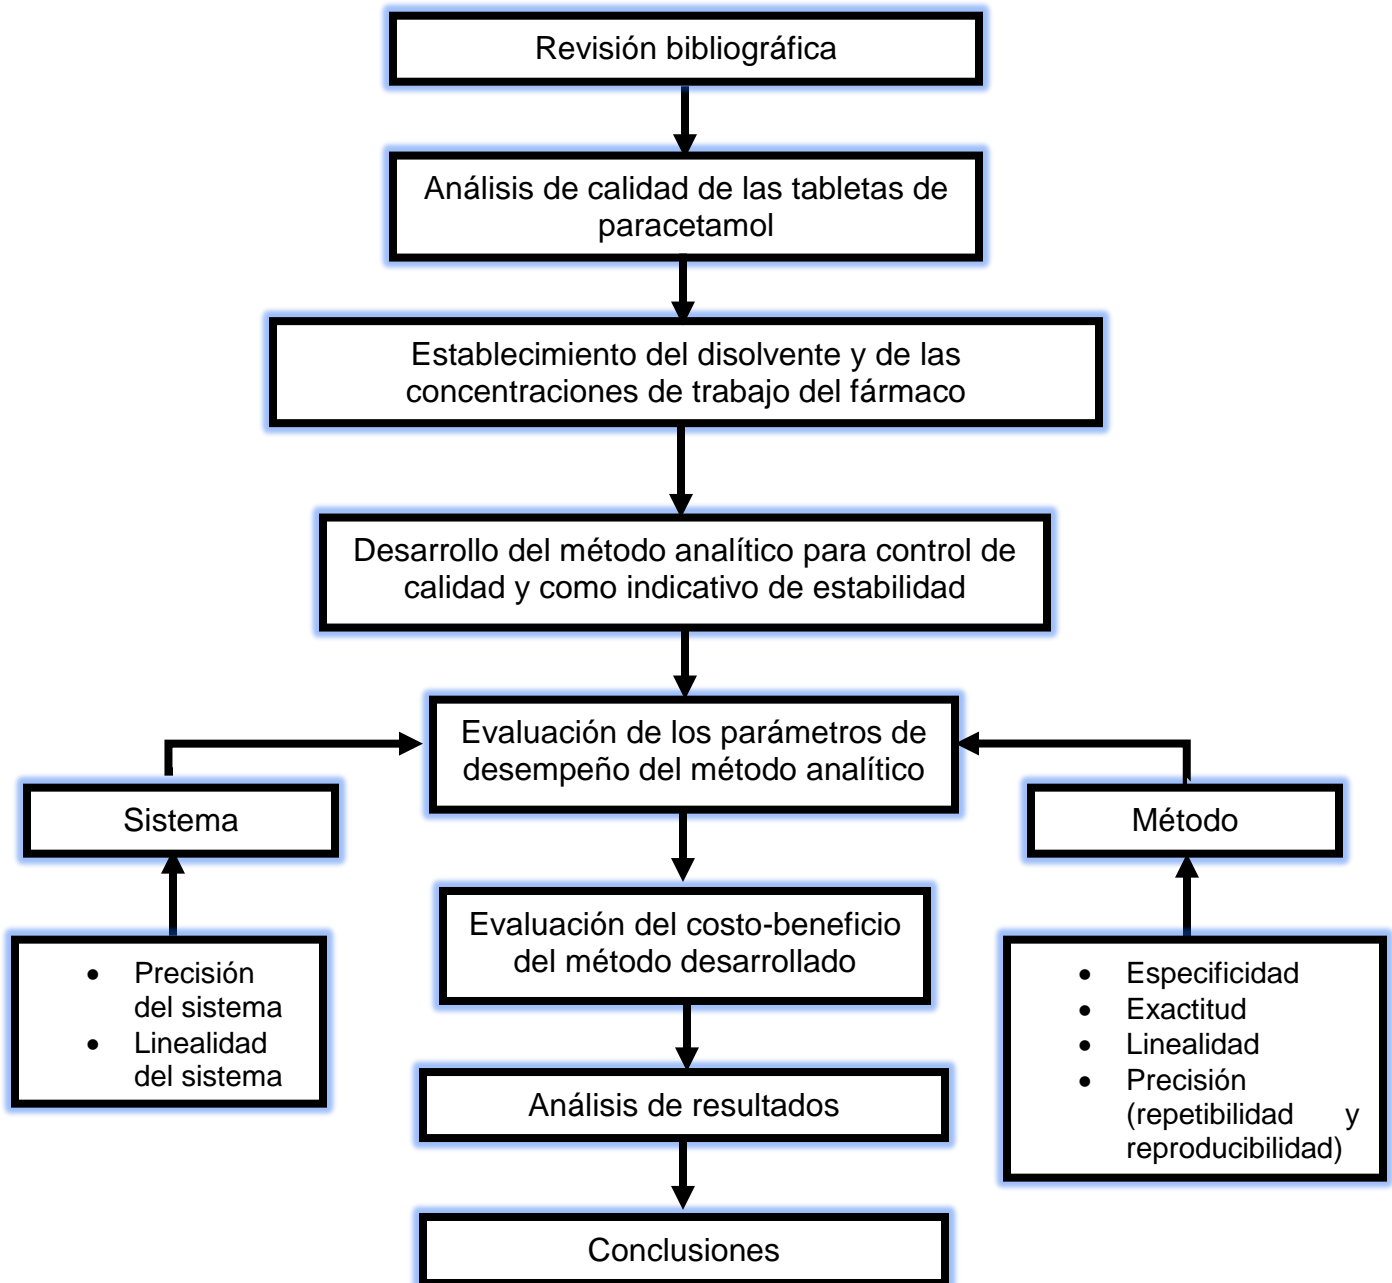 Revisión bibliográfica
Análisis de calidad de las tabletas de
paracetamol
Establecimiento del disolvente y de las
concentraciones de trabajo del fármaco
Desarrollo del método analítico para control de
calidad y como indicativo de estabilidad
Evaluación de los parámetros de
desempeño del método analítico
Sistema
Método
• Precisión
del sistema
• Linealidad
del sistema
Evaluación del costo-beneficio
del método desarrollado
• Especificidad
• Exactitud
• Linealidad
• Precisión
(repetibilidad y
reproducibilidad)
Análisis de resultados
Conclusiones